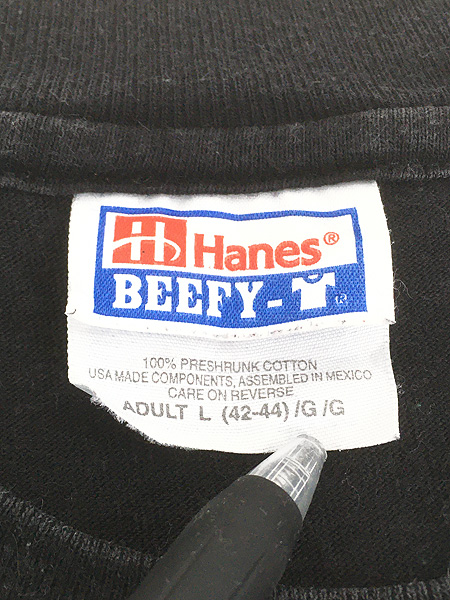 Hanes®
BEEFY-T®
100% PRESHRUNK COTTON
USA MADE COMPONENTS, ASSEMBLED IN MEXICO
CARE ON REVERSE
ADULT L (42-44) /G /G